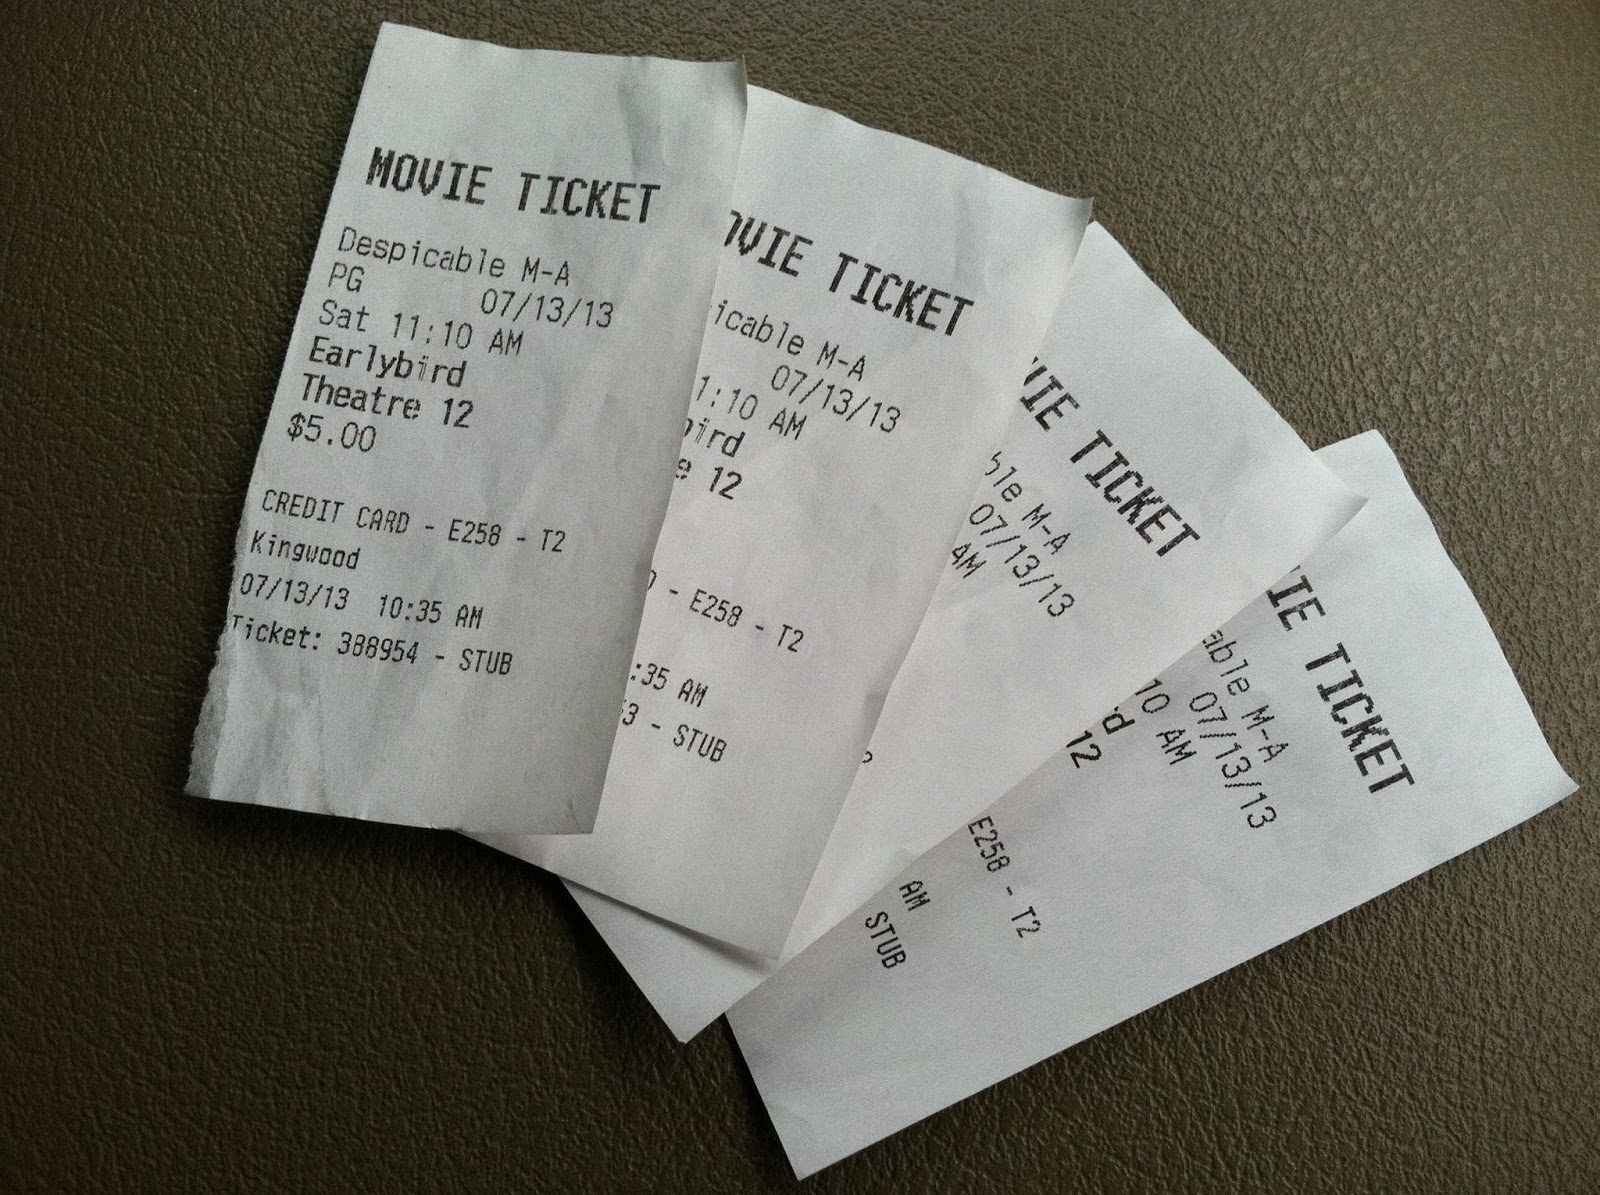 MOVIE TICKET
Despicable M-A
PG 07/13/13
Sat 11:10 AM
Earlybird
Theatre 12
$5.00
CREDIT CARD - E258 - T2
Kingwood
07/13/13 10:35 AM
Ticket: 388954 - STUB
OVIE TICKET
icable M-A
07/13/13
1:10 AM
bird
e 12
- E258 - T2
:35 AM
3 - STUB
VIE TICKET
ble M-A
07/13/13
AM
IE TICKET
able M-A
07/13/13
10 AM
rd
12
E258 - T2
AM
STUB